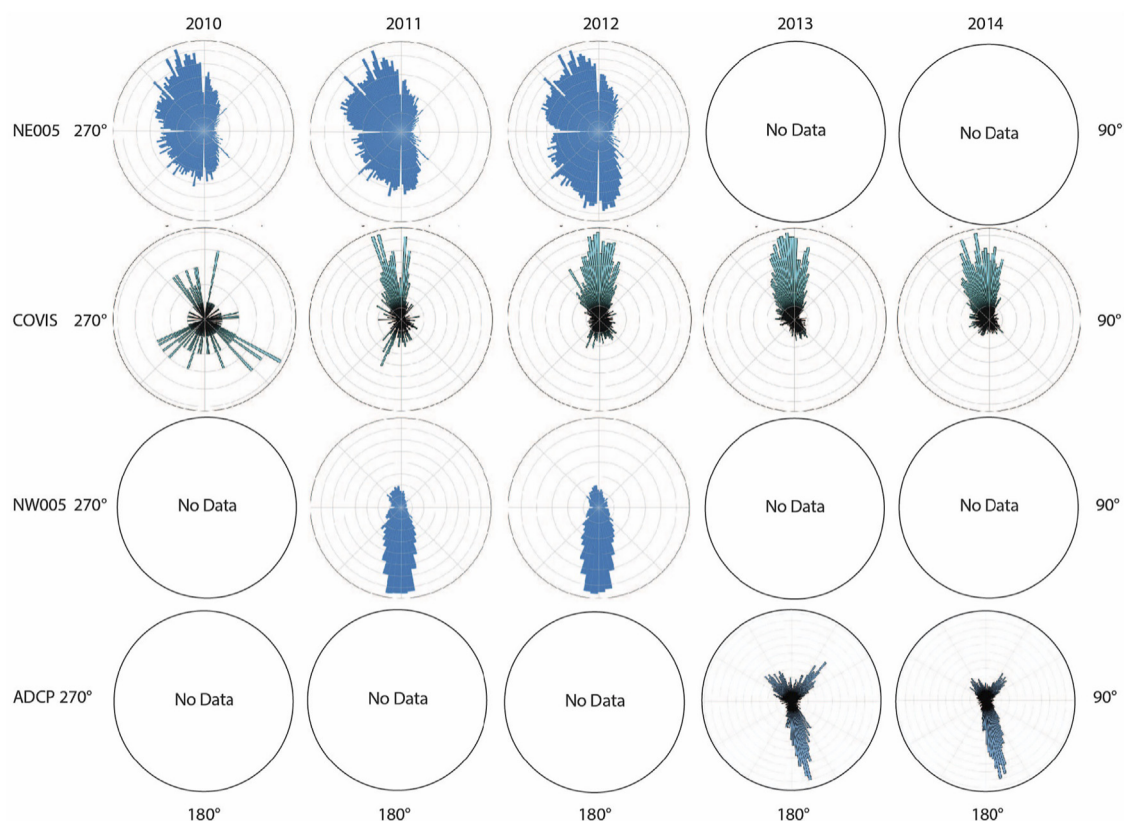 2010 2011 2012 2013 2014
NE005 270° No Data No Data 90°
COVIS 270° 90°
NW005 270° No Data No Data No Data 90°
ADCP 270° No Data No Data No Data 90°
180° 180° 180° 180° 180°